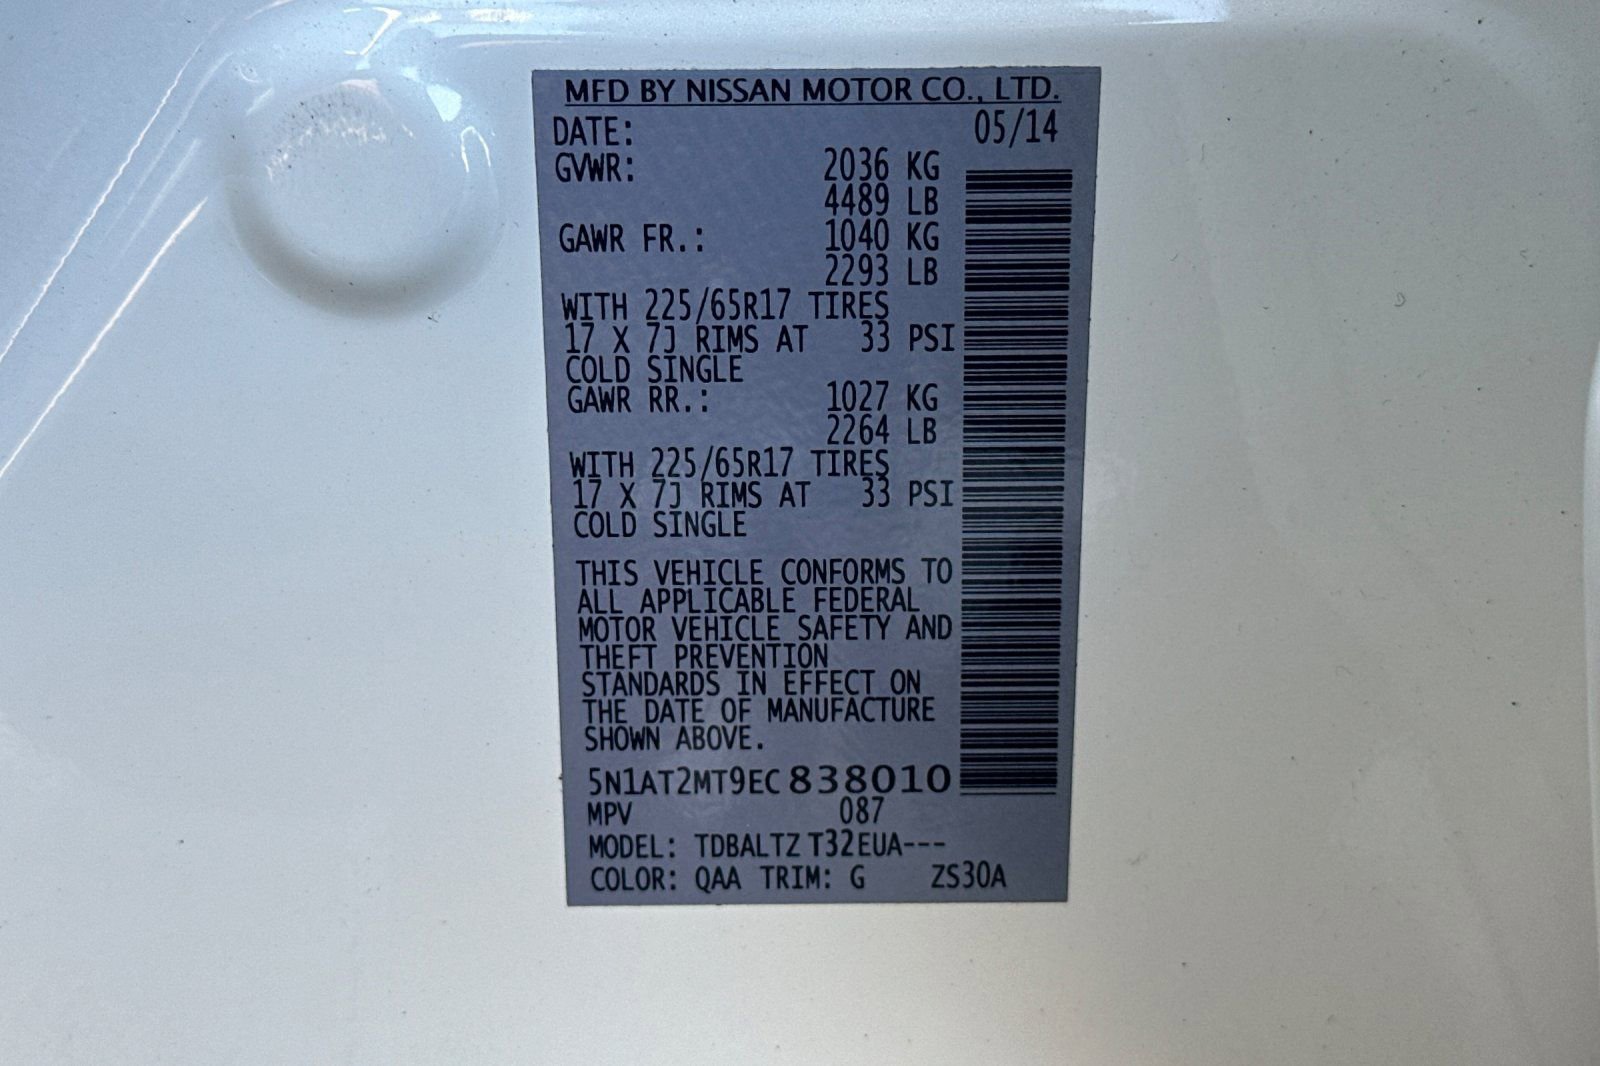 MFD BY NISSAN MOTOR CO., LTD.
DATE: 05/14
GVWR: 2036 KG
4489 LB
GAWR FR.: 1040 KG
2293 LB
WITH 225/65R17 TIRES
17 X 7J RIMS AT 33 PSI
COLD SINGLE
GAWR RR.: 1027 KG
2264 LB
WITH 225/65R17 TIRES
17 X 7J RIMS AT 33 PSI
COLD SINGLE
THIS VEHICLE CONFORMS TO
ALL APPLICABLE FEDERAL
MOTOR VEHICLE SAFETY AND
THEFT PREVENTION
STANDARDS IN EFFECT ON
THE DATE OF MANUFACTURE
SHOWN ABOVE.
5N1AT2MT9EC838010
MPV 087
MODEL: TDBALTZ T32EUA---
COLOR: QAA TRIM: G ZS30A